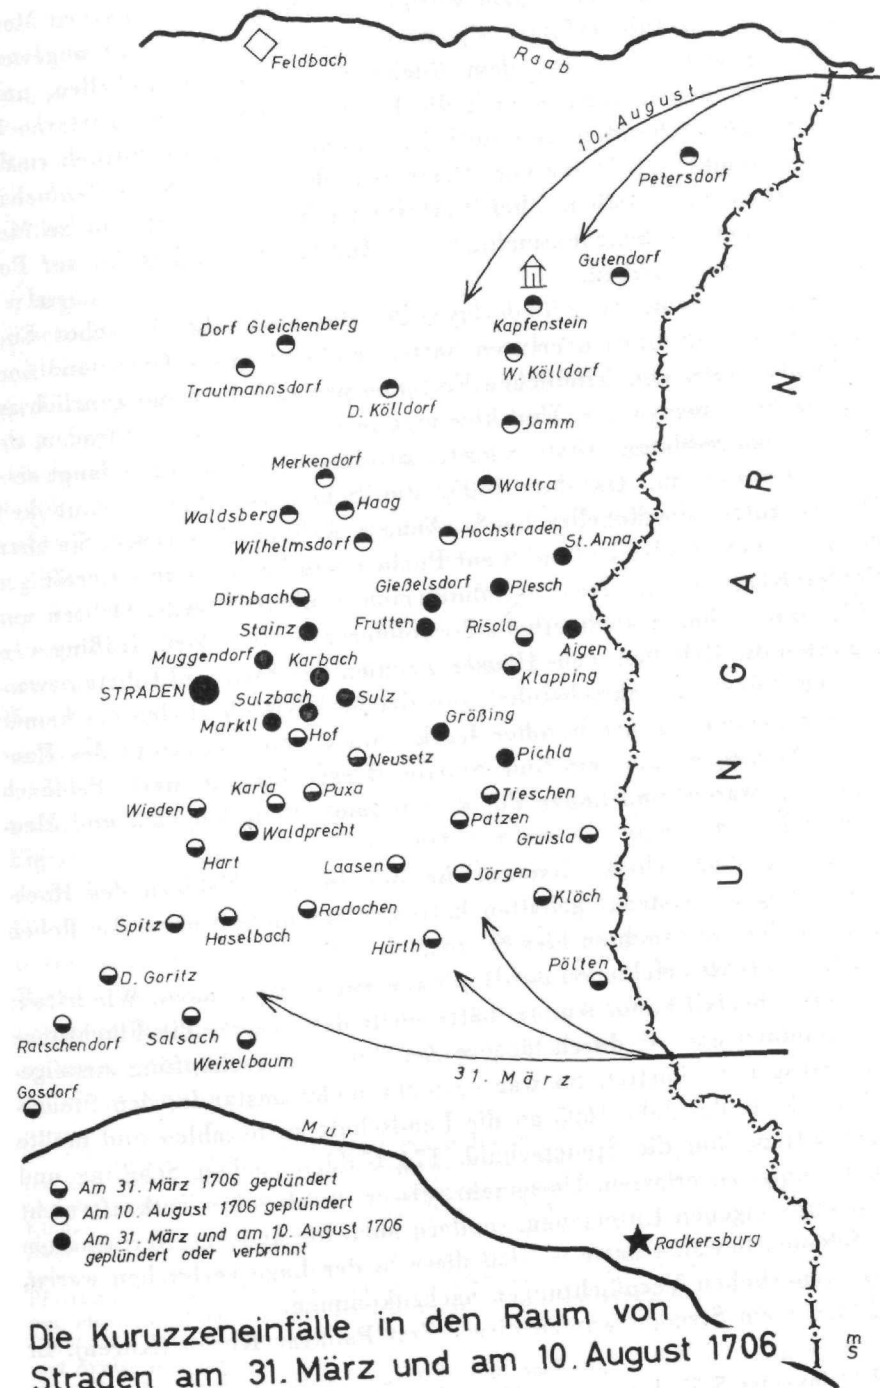 Feldbach
Raab
10. August
Petersdorf
Gutendorf
Kapfenstein
Dorf Gleichenberg
W. Kölldorf
Trautmannsdorf
D. Kölldorf
Jamm
Merkendorf
Waltra
Haag
Waldsberg
Hochstraden
Wilhelmsdorf
St. Anna
Gießelsdorf
Plesch
Dirnbach
Frutten
Risola
Stainz
Aigen
Muggendorf
Karbach
Klapping
STRADEN
Sulzbach
Sulz
Größing
Marktl
Hof
Pichla
Neusetz
Karla
Puxa
Tieschen
Wieden
Patzen
Waldprecht
Gruisla
Hart
Laasen
Jörgen
Klöch
Radochen
Spitz
Haselbach
Hürth
Pölten
D. Goritz
Salsach
Ratschendorf
Weixelbaum
31. März
Gosdorf
Mur
UNGARN
Am 31. März 1706 geplündert
Am 10. August 1706 geplündert
Am 31. März und am 10. August 1706
geplündert oder verbrannt
Radkersburg
Die Kuruzzeneinfälle in den Raum von
Straden am 31. März und am 10. August 1706
ms